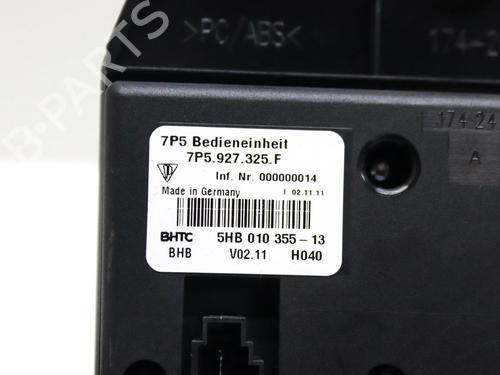 >PC/ABS<
174-2
174 24
A
7P5 Bedieneinheit
7P5.927.325.F
Inf. Nr. 000000014
Made in Germany I 02.11.11
BHTC 5HB 010 355-13
BHB V02.11 H040
B-PARTS